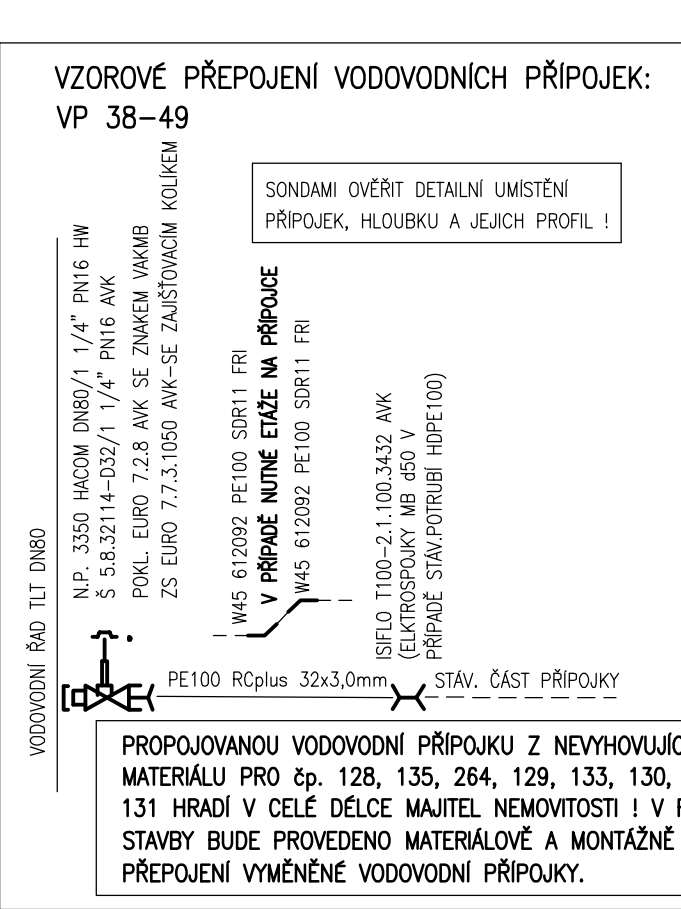 VZOROVÉ PŘEPOJENÍ VODOVODNÍCH PŘÍPOJEK:
VP 38-49
SONDAMI OVĚŘIT DETAILNÍ UMÍSTĚNÍ
PŘÍPOJEK, HLOUBKU A JEJICH PROFIL !
VODOVODNÍ ŘAD TLT DN80
N.P. 3350 HACOM DN80/1 1/4" PN16 HW
Š 5.8.32114-D32/1 1/4" PN16 AVK
POKL. EURO 7.2.8 AVK SE ZNAKEM VAKMB
ZS EURO 7.7.3.1050 AVK-SE ZAJIŠŤOVACÍM KOLÍKEM
W45 612092 PE100 SDR11 FRI
V PŘÍPADĚ NUTNÉ ETÁŽE NA PŘÍPOJCE
W45 612092 PE100 SDR11 FRI
ISIFLO T100-2.1.100.3432 AVK
(ELKTROSPOJKY MB d50 V
PŘÍPADĚ STÁV.POTRUBÍ HDPE100)
PE100 RCplus 32x3,0mm
STÁV. ČÁST PŘÍPOJKY
PROPOJOVANOU VODOVODNÍ PŘÍPOJKU Z
MATERIÁLU PRO čp. 128, 135, 264, 129, 133, 130,
131 HRADÍ V CELÉ DÉLCE MAJITEL NEMOVITOSTI ! V
STAVBY BUDE PROVEDENO MATERIÁLOVĚ A MONTÁŽNĚ
PŘEPOJENÍ VYMĚNĚNÉ VODOVODNÍ PŘÍPOJKY.